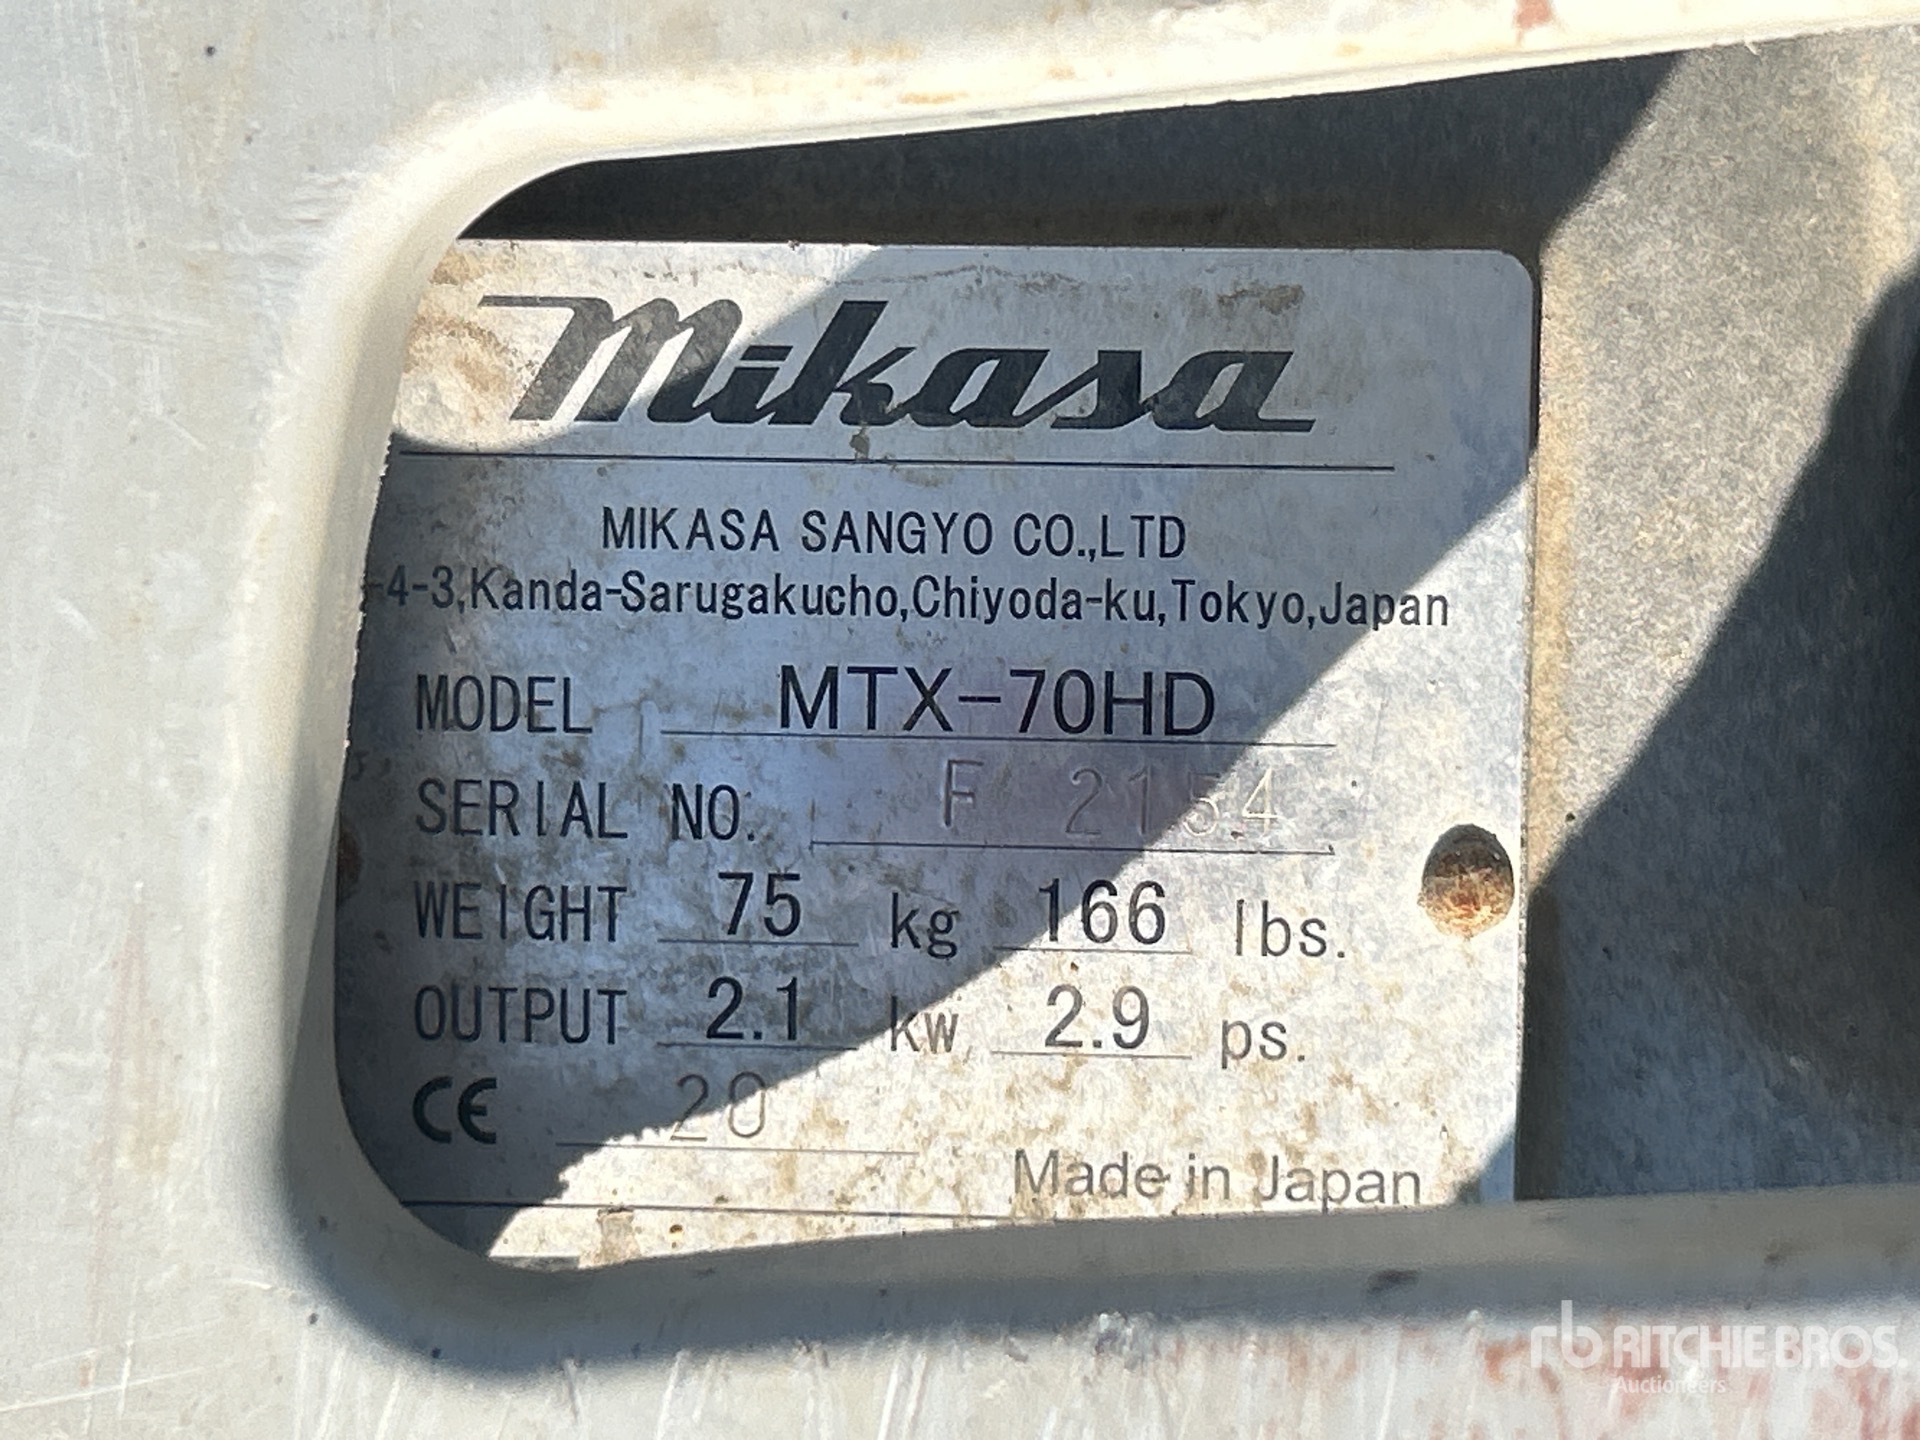 mikasa
MIKASA SANGYO CO.,LTD
-4-3,Kanda-Sarugakucho,Chiyoda-ku,Tokyo,Japan
MODEL MTX-70HD
SERIAL NO. F 2154
WEIGHT 75 kg 166 lbs.
OUTPUT 2.1 kw 2.9 ps.
CE 20
Made in Japan
rb RITCHIE BROS.
Auctioneers